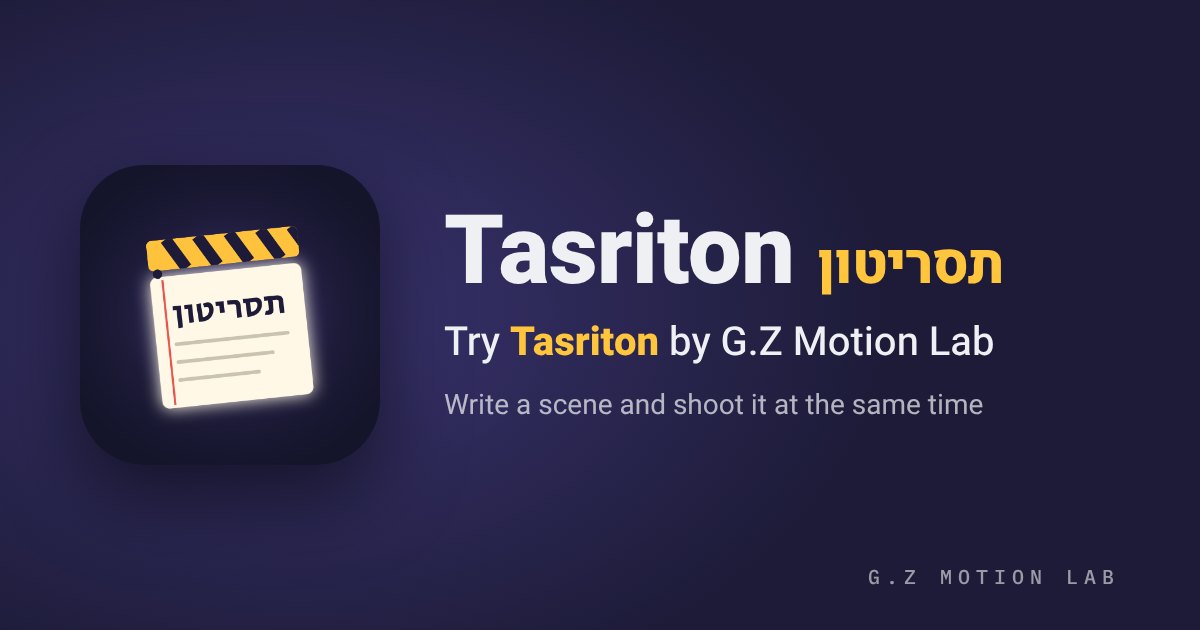 תסריטון
Tasriton תסריטון
Try Tasriton by G.Z Motion Lab
Write a scene and shoot it at the same time
G.Z MOTION LAB